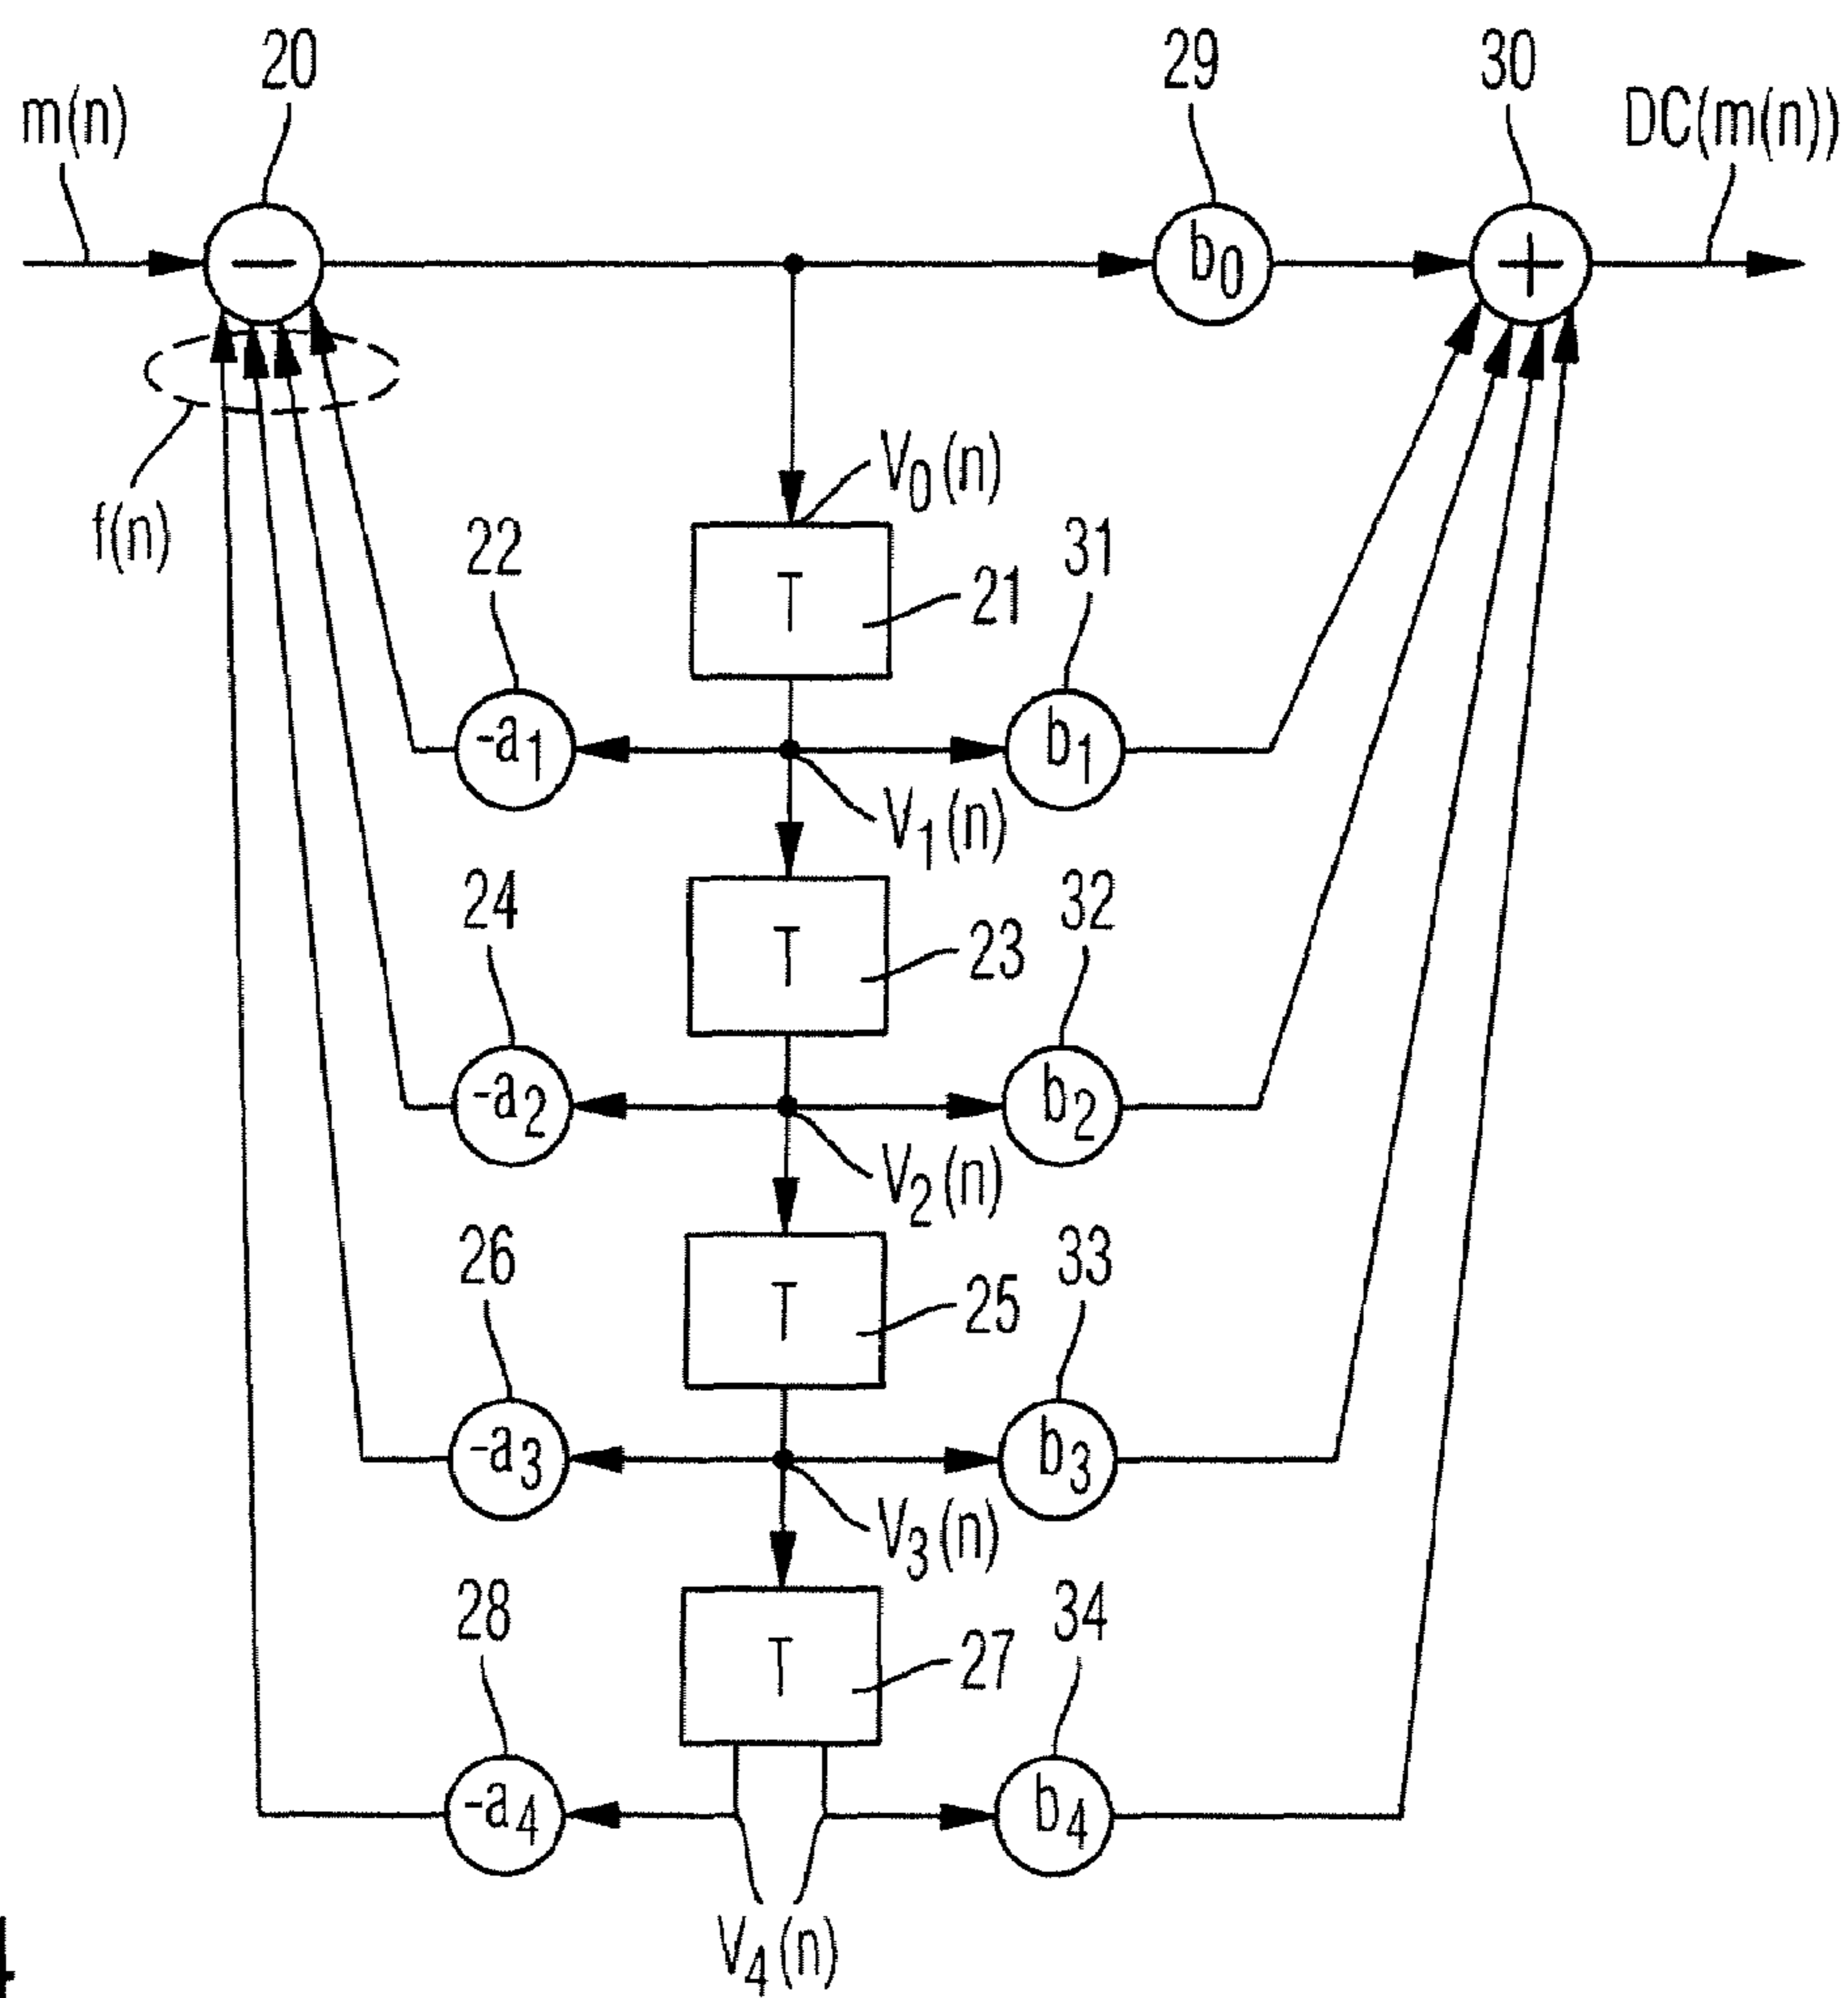 20
29
30
m(n)
DC(m(n))
−
b0
+
V0(n)
f(n)
22
T
21
31
-a1
b1
V1(n)
24
T
23
32
-a2
b2
V2(n)
26
T
25
33
-a3
b3
V3(n)
28
T
27
34
-a4
b4
V4(n)